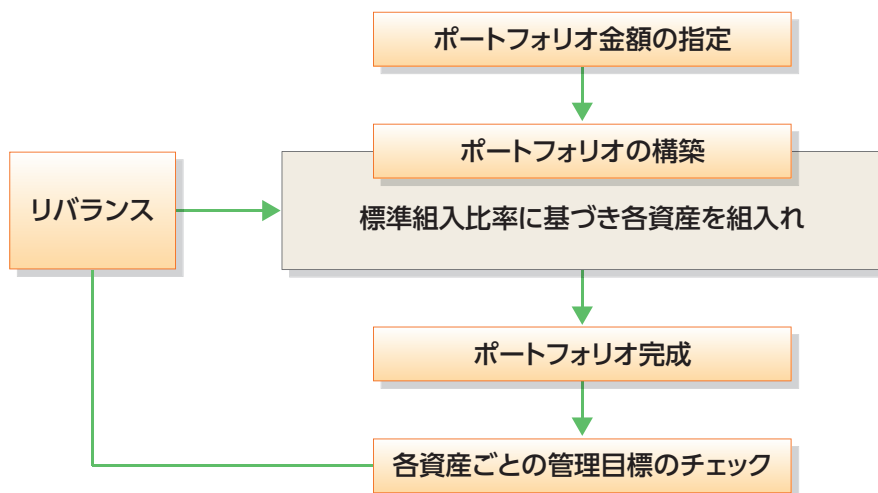 ポートフォリオ金額の指定
ポートフォリオの構築
リバランス
標準組入比率に基づき各資産を組入れ
ポートフォリオ完成
各資産ごとの管理目標のチェック